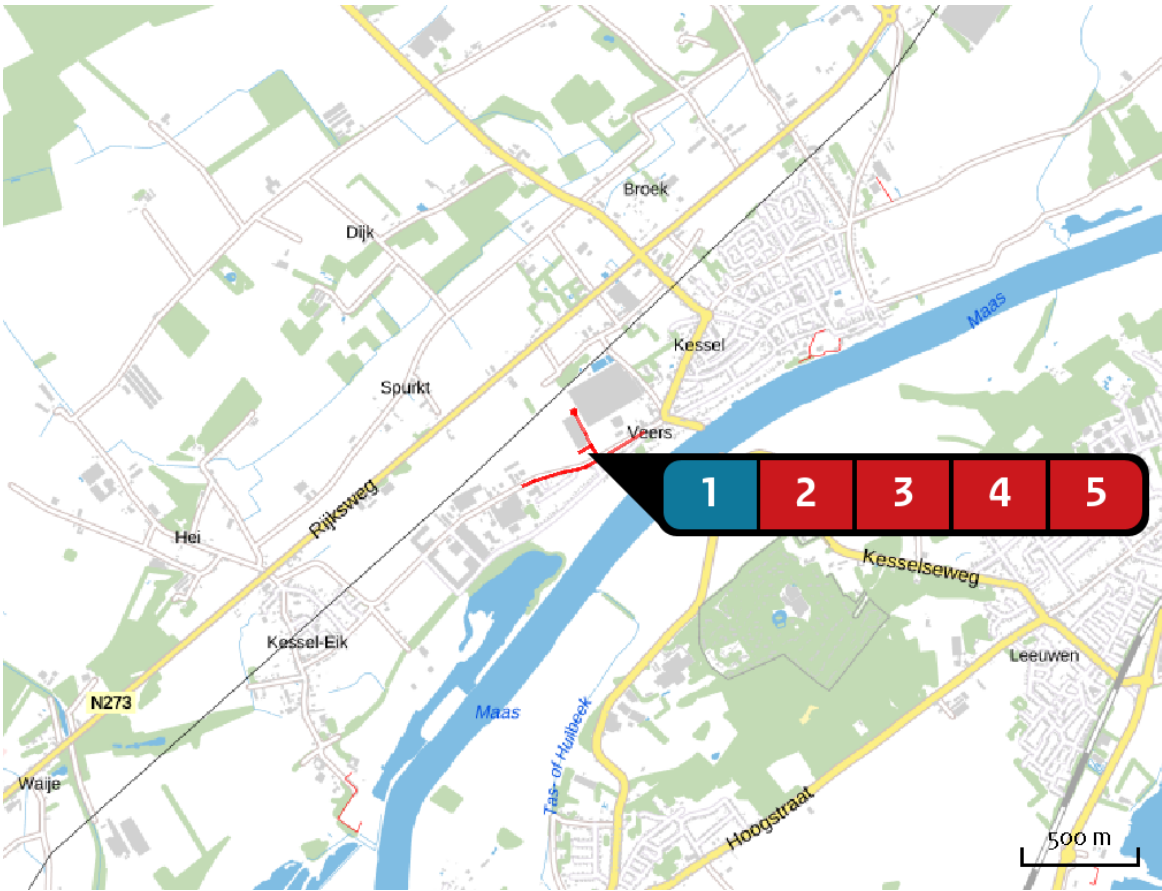 Broek
Dijk
Maas
Kessel
Spurkt
Veers
1 2 3 4 5
Rijksweg
Hei
Kesselseweg
Kessel-Eik
Leeuwen
N273
Maas
Tas- of Huilbeek
Waije
Hoogstraat
500 m